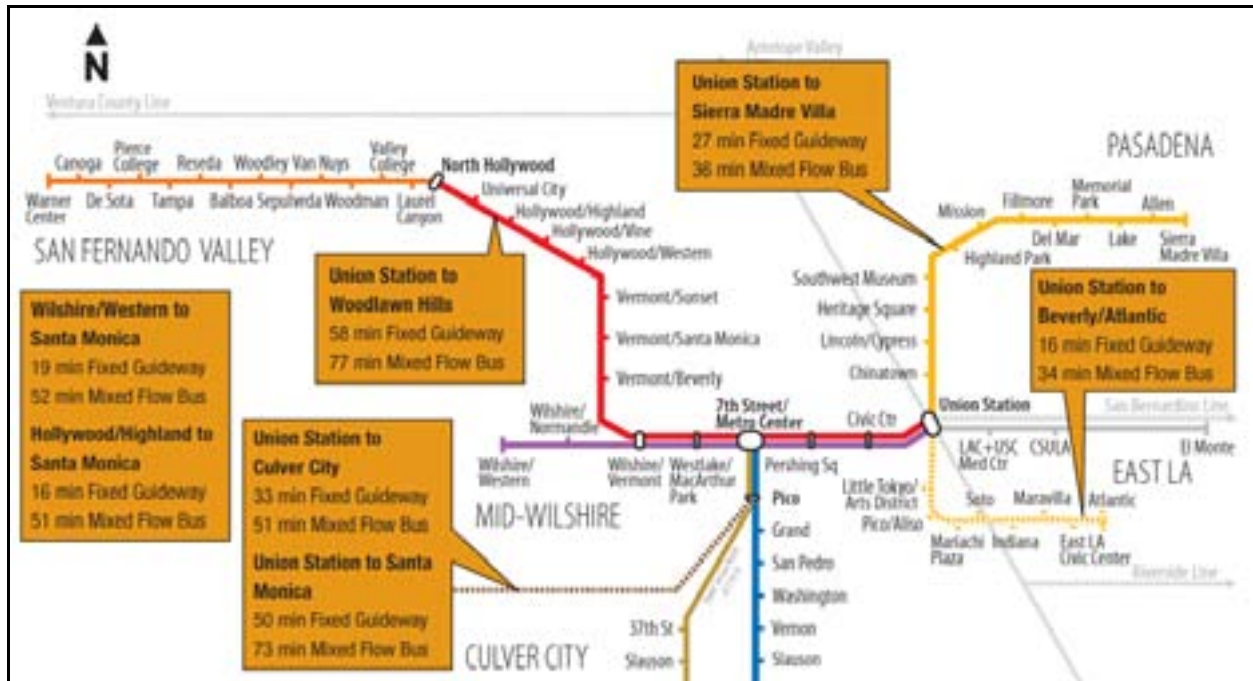 N
Antelope Valley
Ventura County Line
Union Station to
Sierra Madre Villa
27 min Fixed Guideway
36 min Mixed Flow Bus
PASADENA
Canoga
Pierce
College
Reseda
Woodley
Van Nuys
Valley
College
North Hollywood
Warner
Center
De Soto
Tampa
Balboa
Sepulveda
Woodman
Laurel
Canyon
SAN FERNANDO VALLEY
Universal City
Hollywood/Highland
Hollywood/Vine
Hollywood/Western
Vermont/Sunset
Vermont/Santa Monica
Vermont/Beverly
Union Station to
Woodlawn Hills
58 min Fixed Guideway
77 min Mixed Flow Bus
Mission
Fillmore
Memorial
Park
Allen
Highland Park
Del Mar
Lake
Sierra
Madre Villa
Southwest Museum
Heritage Square
Lincoln/Cypress
Chinatown
Union Station to
Beverly/Atlantic
16 min Fixed Guideway
34 min Mixed Flow Bus
Wilshire/Western to
Santa Monica
19 min Fixed Guideway
52 min Mixed Flow Bus
Hollywood/Highland to
Santa Monica
16 min Fixed Guideway
51 min Mixed Flow Bus
Union Station to
Culver City
33 min Fixed Guideway
51 min Mixed Flow Bus
Union Station to Santa
Monica
50 min Fixed Guideway
73 min Mixed Flow Bus
Wilshire/
Normandie
7th Street/
Metro Center
Civic Ctr
Union Station
San Bernardino Line
Wilshire/
Western
Wilshire/
Vermont
Westlake/
MacArthur
Park
Pershing Sq
LAC+USC
Med Ctr
CSULA
El Monte
EAST LA
MID-WILSHIRE
Pico
Little Tokyo/
Arts District
Pico/Aliso
Soto
Maravilla
Atlantic
Mariachi
Plaza
Indiana
East LA
Civic Center
Riverside Line
Grand
San Pedro
Washington
Vernon
Slauson
37th St
Slauson
CULVER CITY